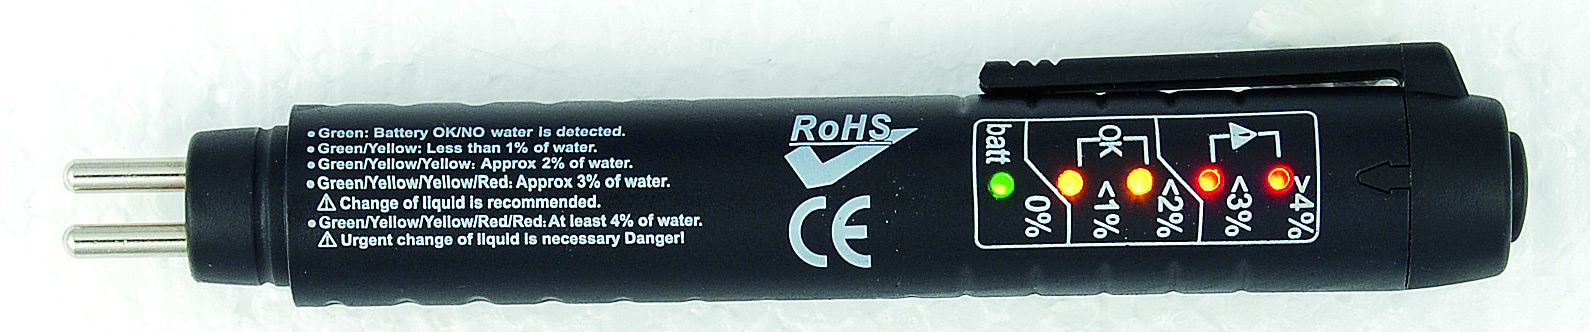 • Green: Battery OK/NO water is detected.
• Green/Yellow: Less than 1% of water.
• Green/Yellow/Yellow: Approx 2% of water.
• Green/Yellow/Yellow/Red: Approx 3% of water.
⚠ Change of liquid is recommended.
• Green/Yellow/Yellow/Red/Red: At least 4% of water.
⚠ Urgent change of liquid is necessary Danger!
RoHS
CE
batt
OK
0%
<1%
<2%
<3%
>4%